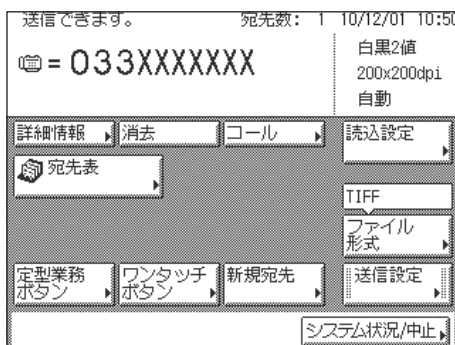 送信できます。 宛先数: 1 10/12/01 10:50
= 033XXXXXXX
白黒2値
200x200dpi
自動
詳細情報 消去 コール 読込設定
宛先表
TIFF
ファイル
形式
定型業務
ボタン
ワンタッチ
ボタン
新規宛先
送信設定
システム状況/中止